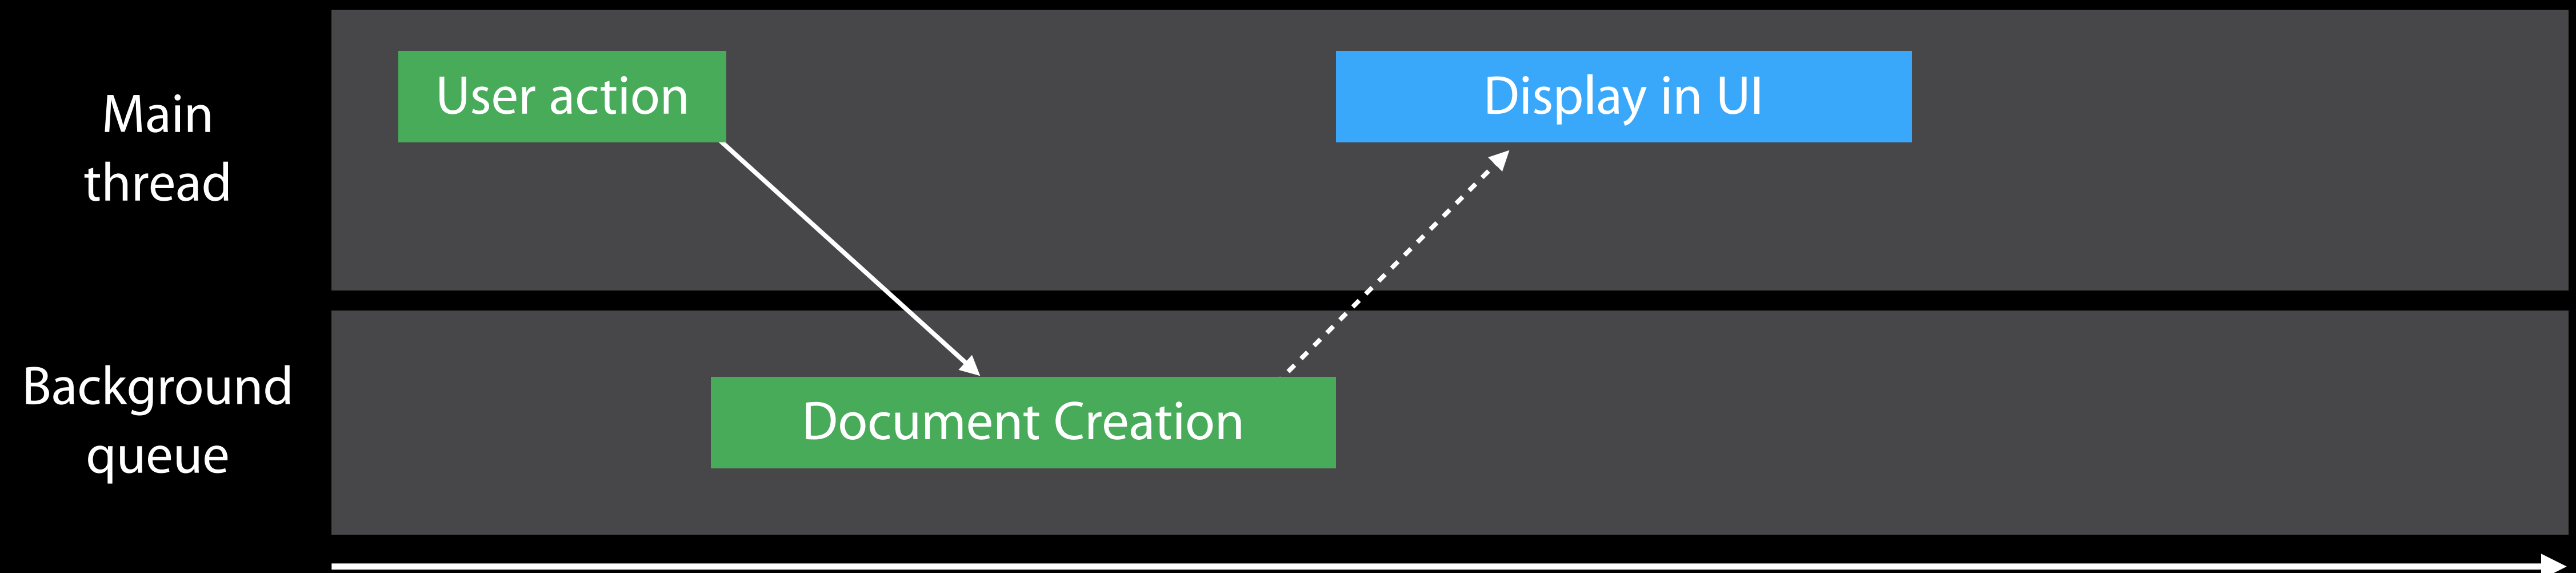 Main
thread
User action
Display in UI
Background
queue
Document Creation